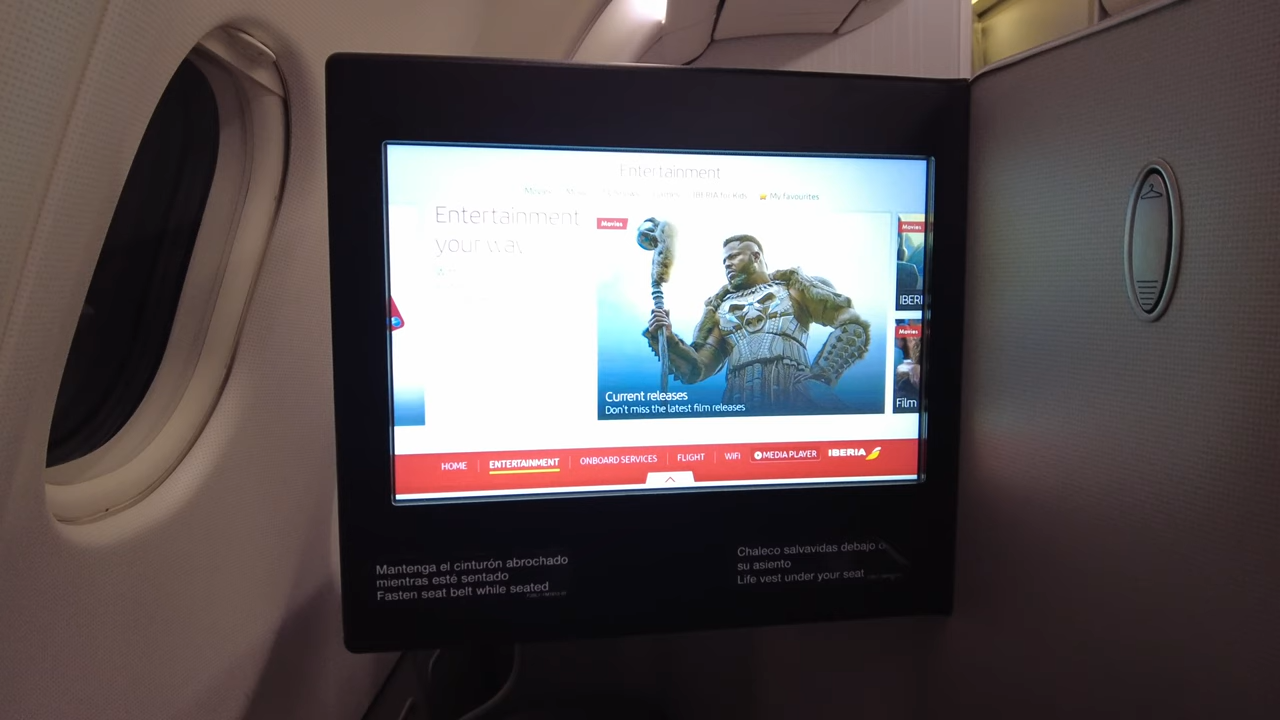 Entertainment
Movies
IBERIA for Kids
My favourites
Entertainment
your way
Movies
Current releases
Don't miss the latest film releases
Movies
IBERI
Movies
Film
HOME ENTERTAINMENT ONBOARD SERVICES FLIGHT WIFI MEDIA PLAYER IBERIA
Mantenga el cinturón abrochado
mientras esté sentado
Fasten seat belt while seated
Chaleco salvavidas debajo
su asiento
Life vest under your seat